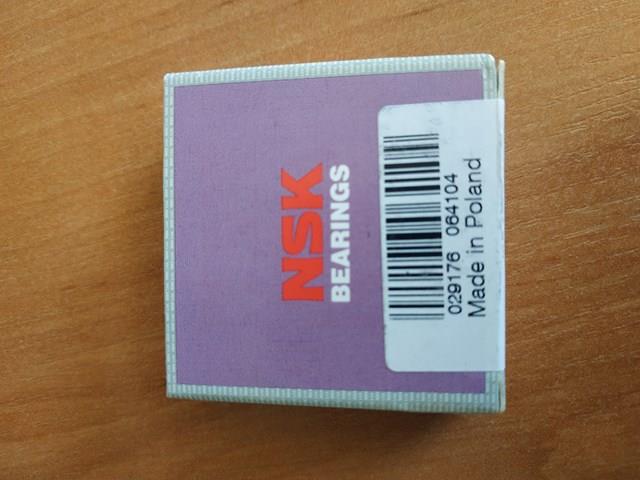 NSK
BEARINGS
029176 064104
Made in Poland